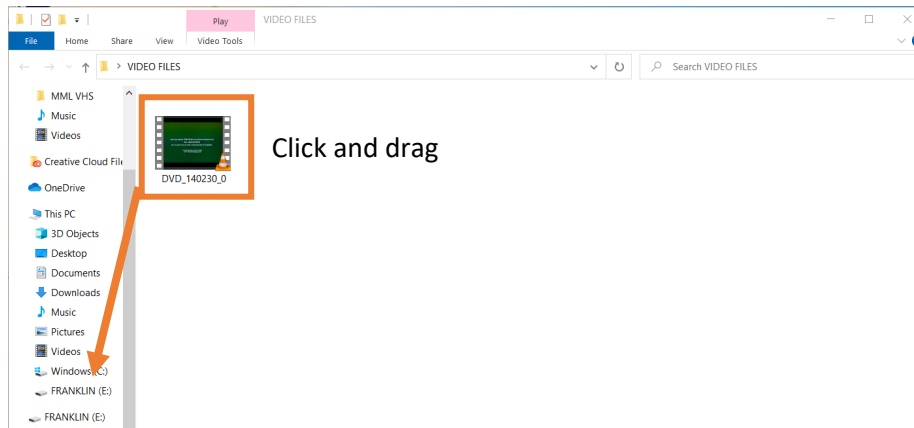 Play
VIDEO FILES
File
Home
Share
View
Video Tools
VIDEO FILES
Search VIDEO FILES
MML VHS
Music
Videos
Creative Cloud File
OneDrive
This PC
3D Objects
Desktop
Documents
Downloads
Music
Pictures
Videos
Windows (C:)
FRANKLIN (E:)
FRANKLIN (E:)
DVD_140230_0
Click and drag